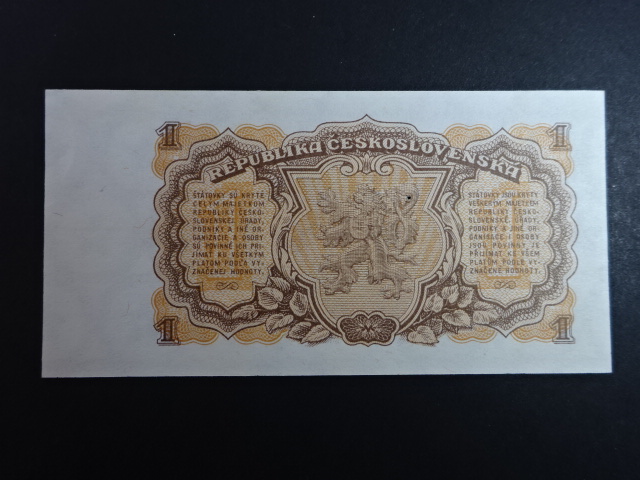 1 1
REPUBLIKA ČESKOSLOVENSKÁ
ŠTÁTOVKY SÚ KRYTÉ
CELÝM MAJETKOM
REPUBLIKY ČESKO-
SLOVENSKEJ. ÚRADY,
PODNIKY A INÉ OR-
GANIZÁCIE A OSOBY
SÚ POVINNÉ ICH PRI-
JÍMAŤ KU VŠETKÝM
PLATOM PODĽA VY-
ZNAČENEJ HODNOTY.
STÁTOVKY JSOU KRYTY
VEŠKERÝM MAJETKEM
REPUBLIKY ČESKO-
SLOVENSKÉ. ÚŘADY,
PODNIKY A JINÉ OR-
GANISACE I OSOBY
JSOU POVINNY JE
PŘIJÍMAT KE VŠEM
PLATŮM PODLE VY-
ZNAČENÉ HODNOTY.
1 1